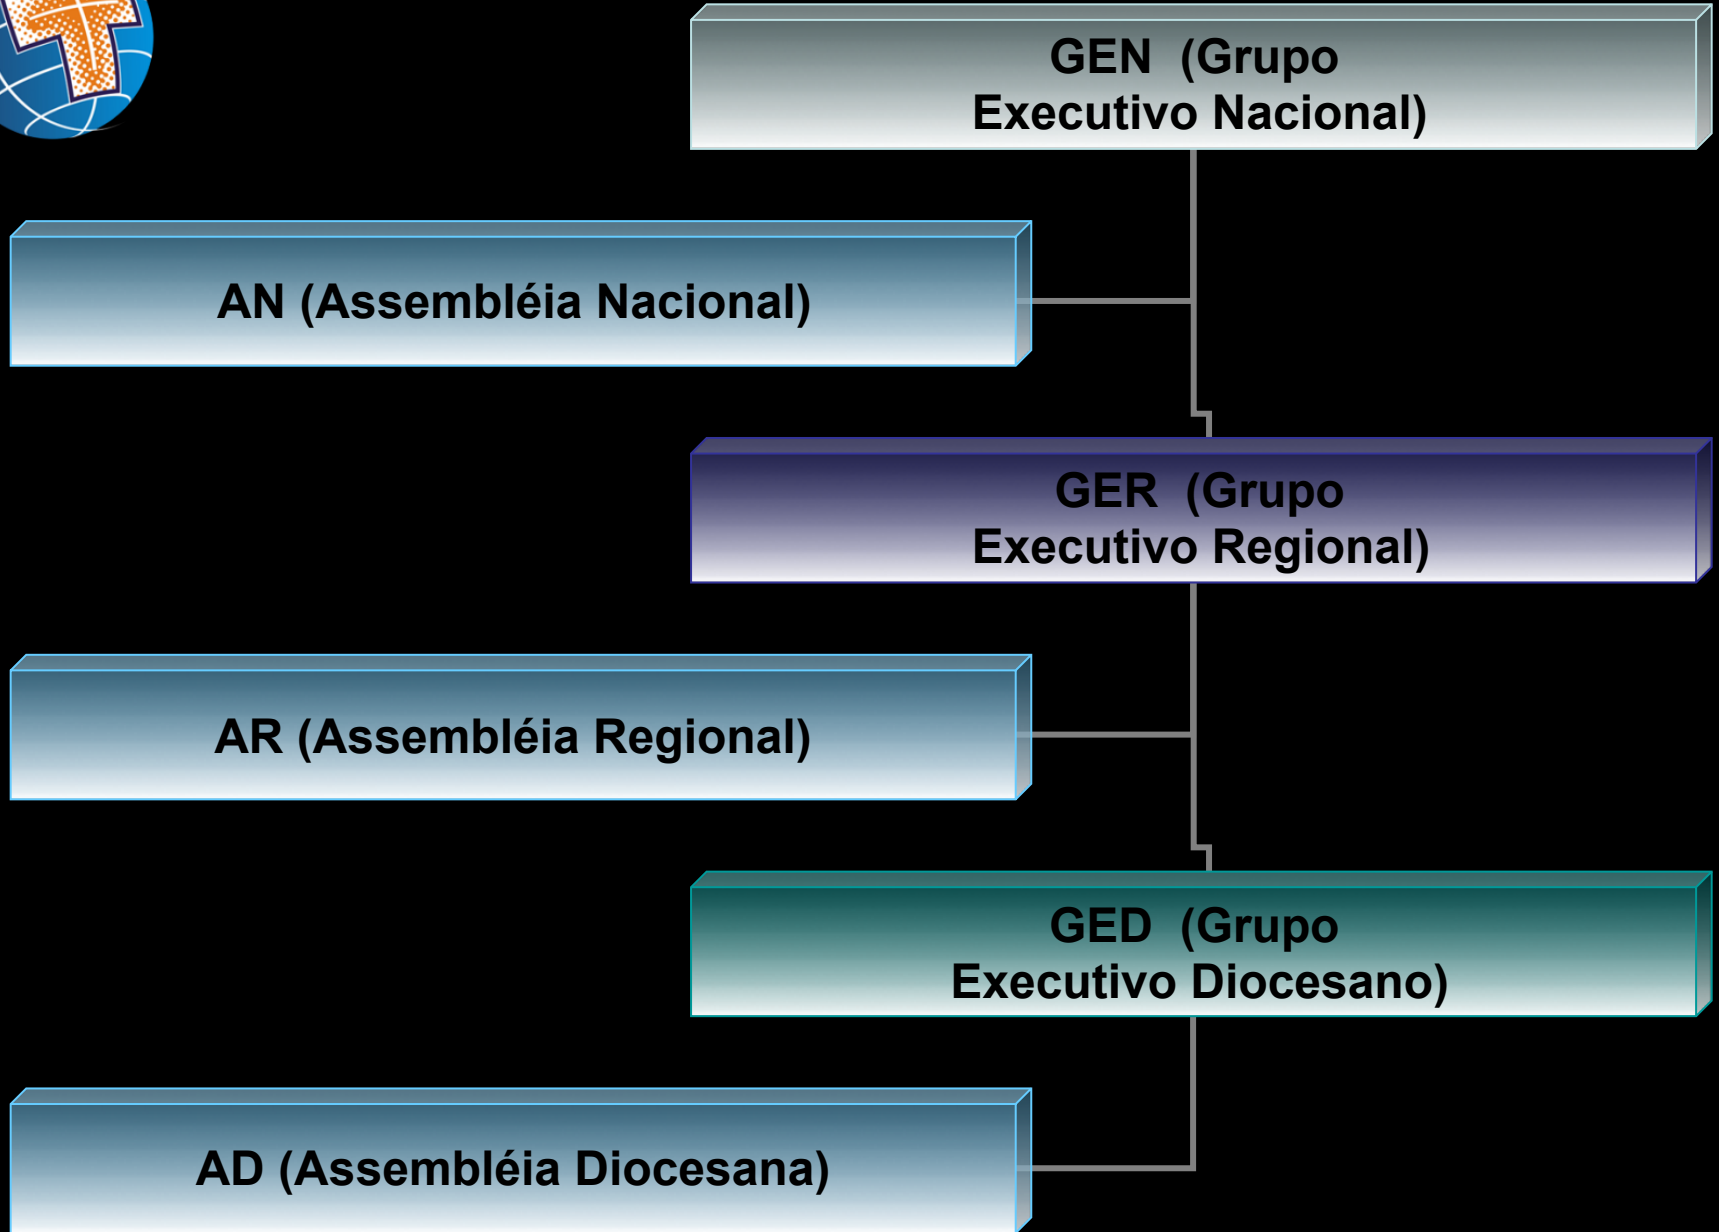 GEN  (Grupo
Executivo Nacional)
AN (Assembléia Nacional)
GER  (Grupo
Executivo Regional)
AR (Assembléia Regional)
GED  (Grupo
Executivo Diocesano)
AD (Assembléia Diocesana)